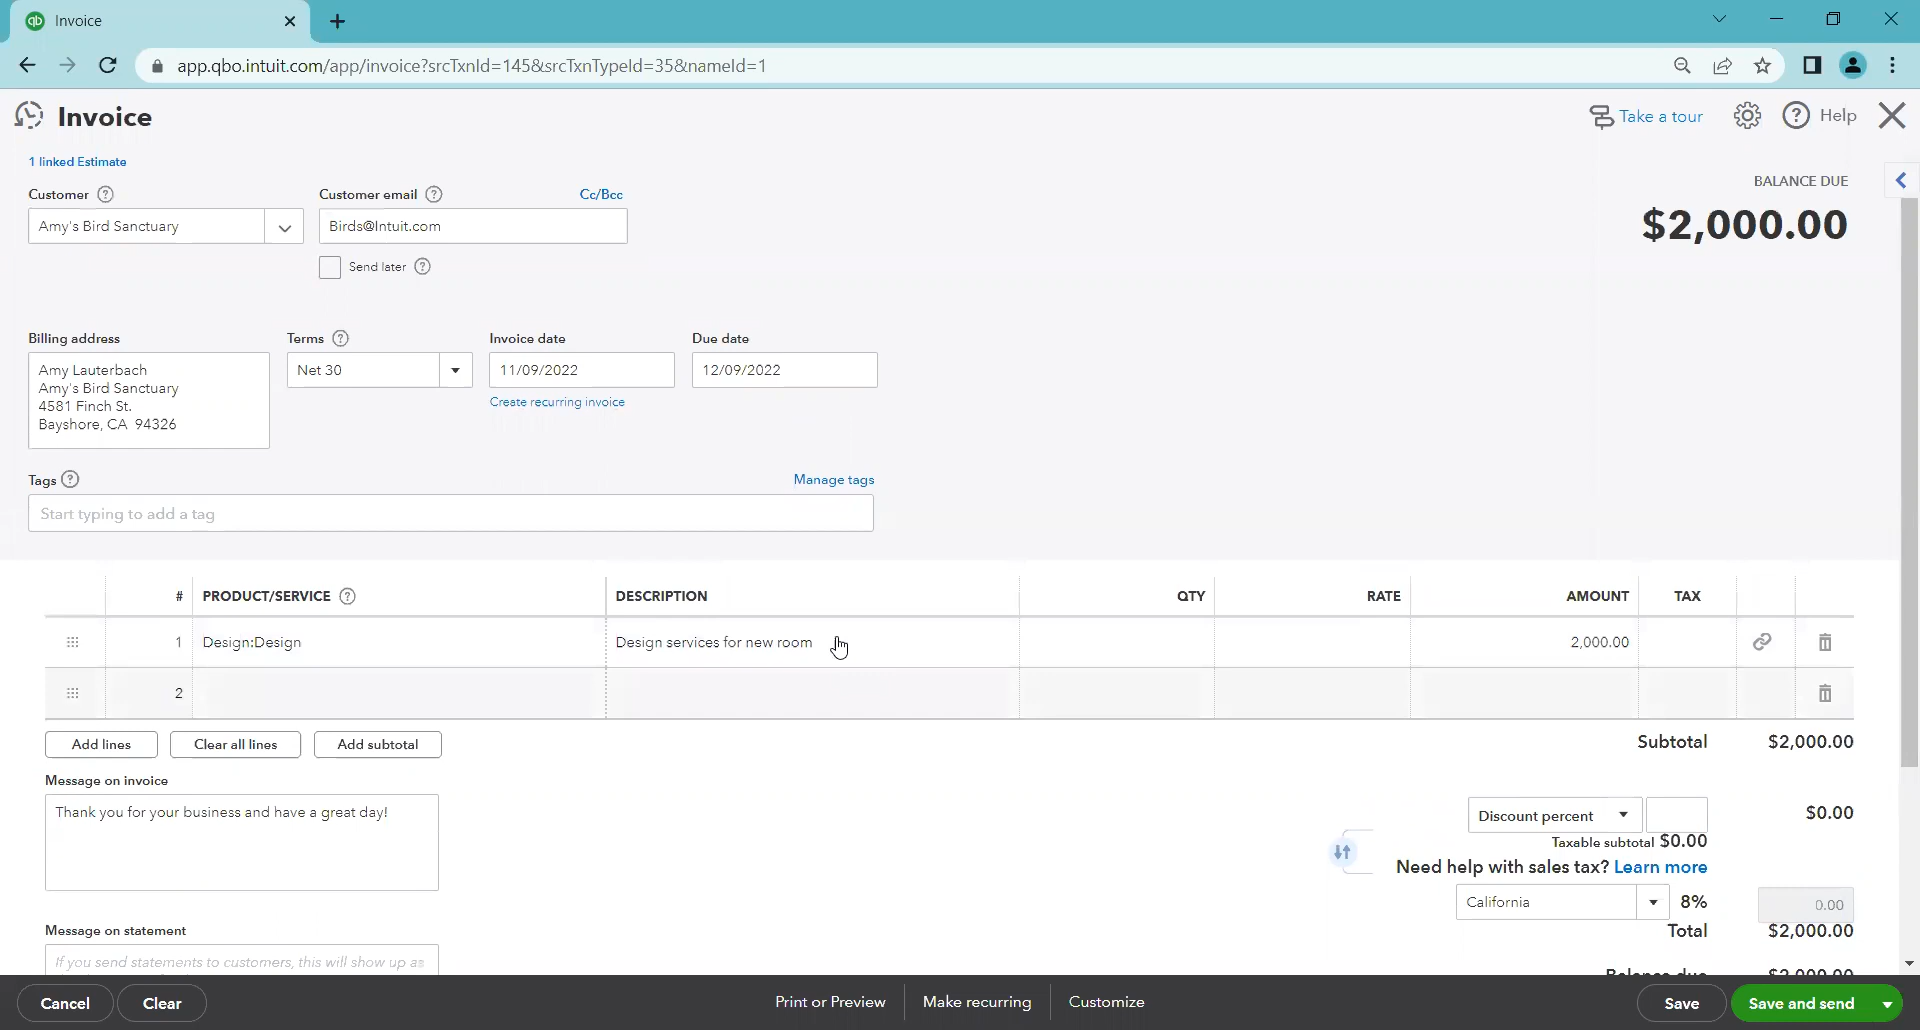 qb Invoice
app.qbo.intuit.com/app/invoice?srcTxnId=145&srcTxnTypeId=35&nameId=1
Invoice
Take a tour
? Help
1 linked Estimate
Customer ?
Customer email ?
Cc/Bcc
BALANCE DUE
Amy's Bird Sanctuary
Birds@Intuit.com
$2,000.00
Send later ?
Billing address
Terms ?
Invoice date
Due date
Amy Lauterbach
Amy's Bird Sanctuary
4581 Finch St.
Bayshore, CA 94326
Net 30
11/09/2022
12/09/2022
Create recurring invoice
Tags ?
Manage tags
Start typing to add a tag
# PRODUCT/SERVICE ? DESCRIPTION QTY RATE AMOUNT TAX
1 Design:Design Design services for new room 2,000.00
2
Add lines
Clear all lines
Add subtotal
Subtotal $2,000.00
Message on invoice
Thank you for your business and have a great day!
Discount percent $0.00
Taxable subtotal $0.00
Need help with sales tax? Learn more
California 8% 0.00
Total $2,000.00
Message on statement
If you send statements to customers, this will show up as
Balance due $2,000.00
Cancel
Clear
Print or Preview
Make recurring
Customize
Save
Save and send